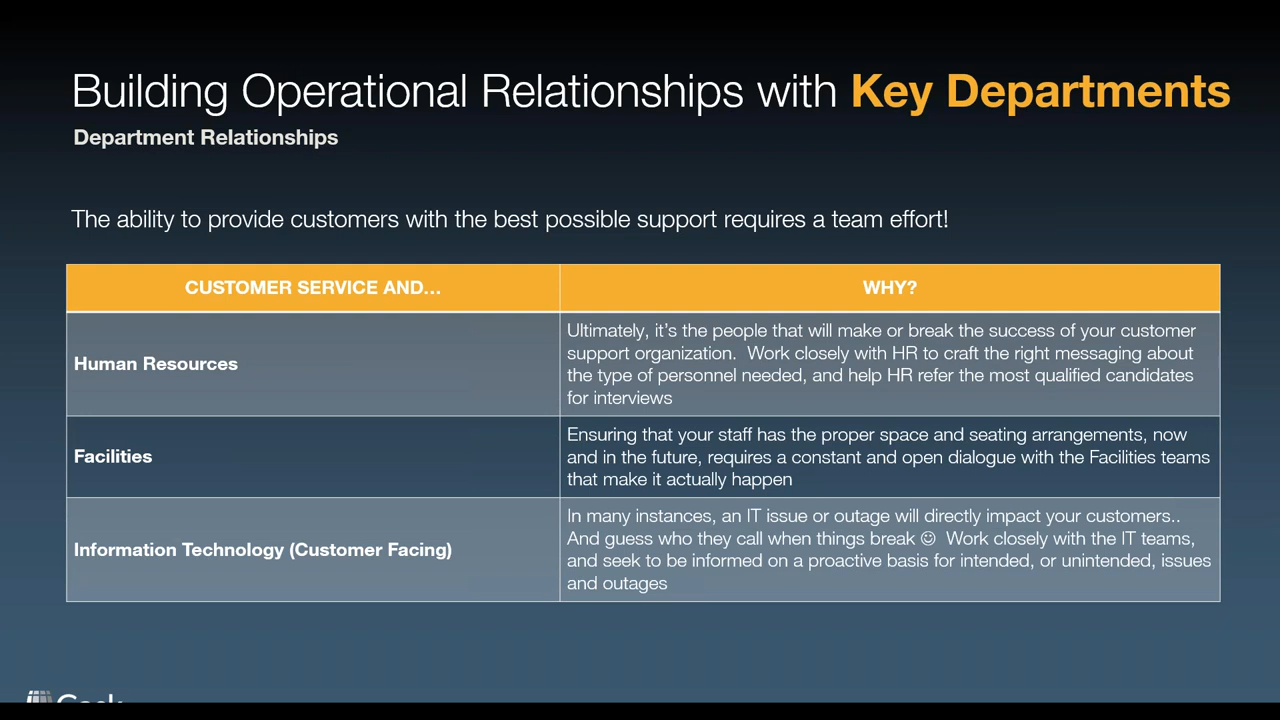 Building Operational Relationships with Key Departments
Department Relationships
The ability to provide customers with the best possible support requires a team effort!
CUSTOMER SERVICE AND...
WHY?
Human Resources
Ultimately, it's the people that will make or break the success of your customer
support organization.  Work closely with HR to craft the right messaging about
the type of personnel needed, and help HR refer the most qualified candidates
for interviews
Facilities
Ensuring that your staff has the proper space and seating arrangements, now
and in the future, requires a constant and open dialogue with the Facilities teams
that make it actually happen
Information Technology (Customer Facing)
In many instances, an IT issue or outage will directly impact your customers..
And guess who they call when things break ☺  Work closely with the IT teams,
and seek to be informed on a proactive basis for intended, or unintended, issues
and outages